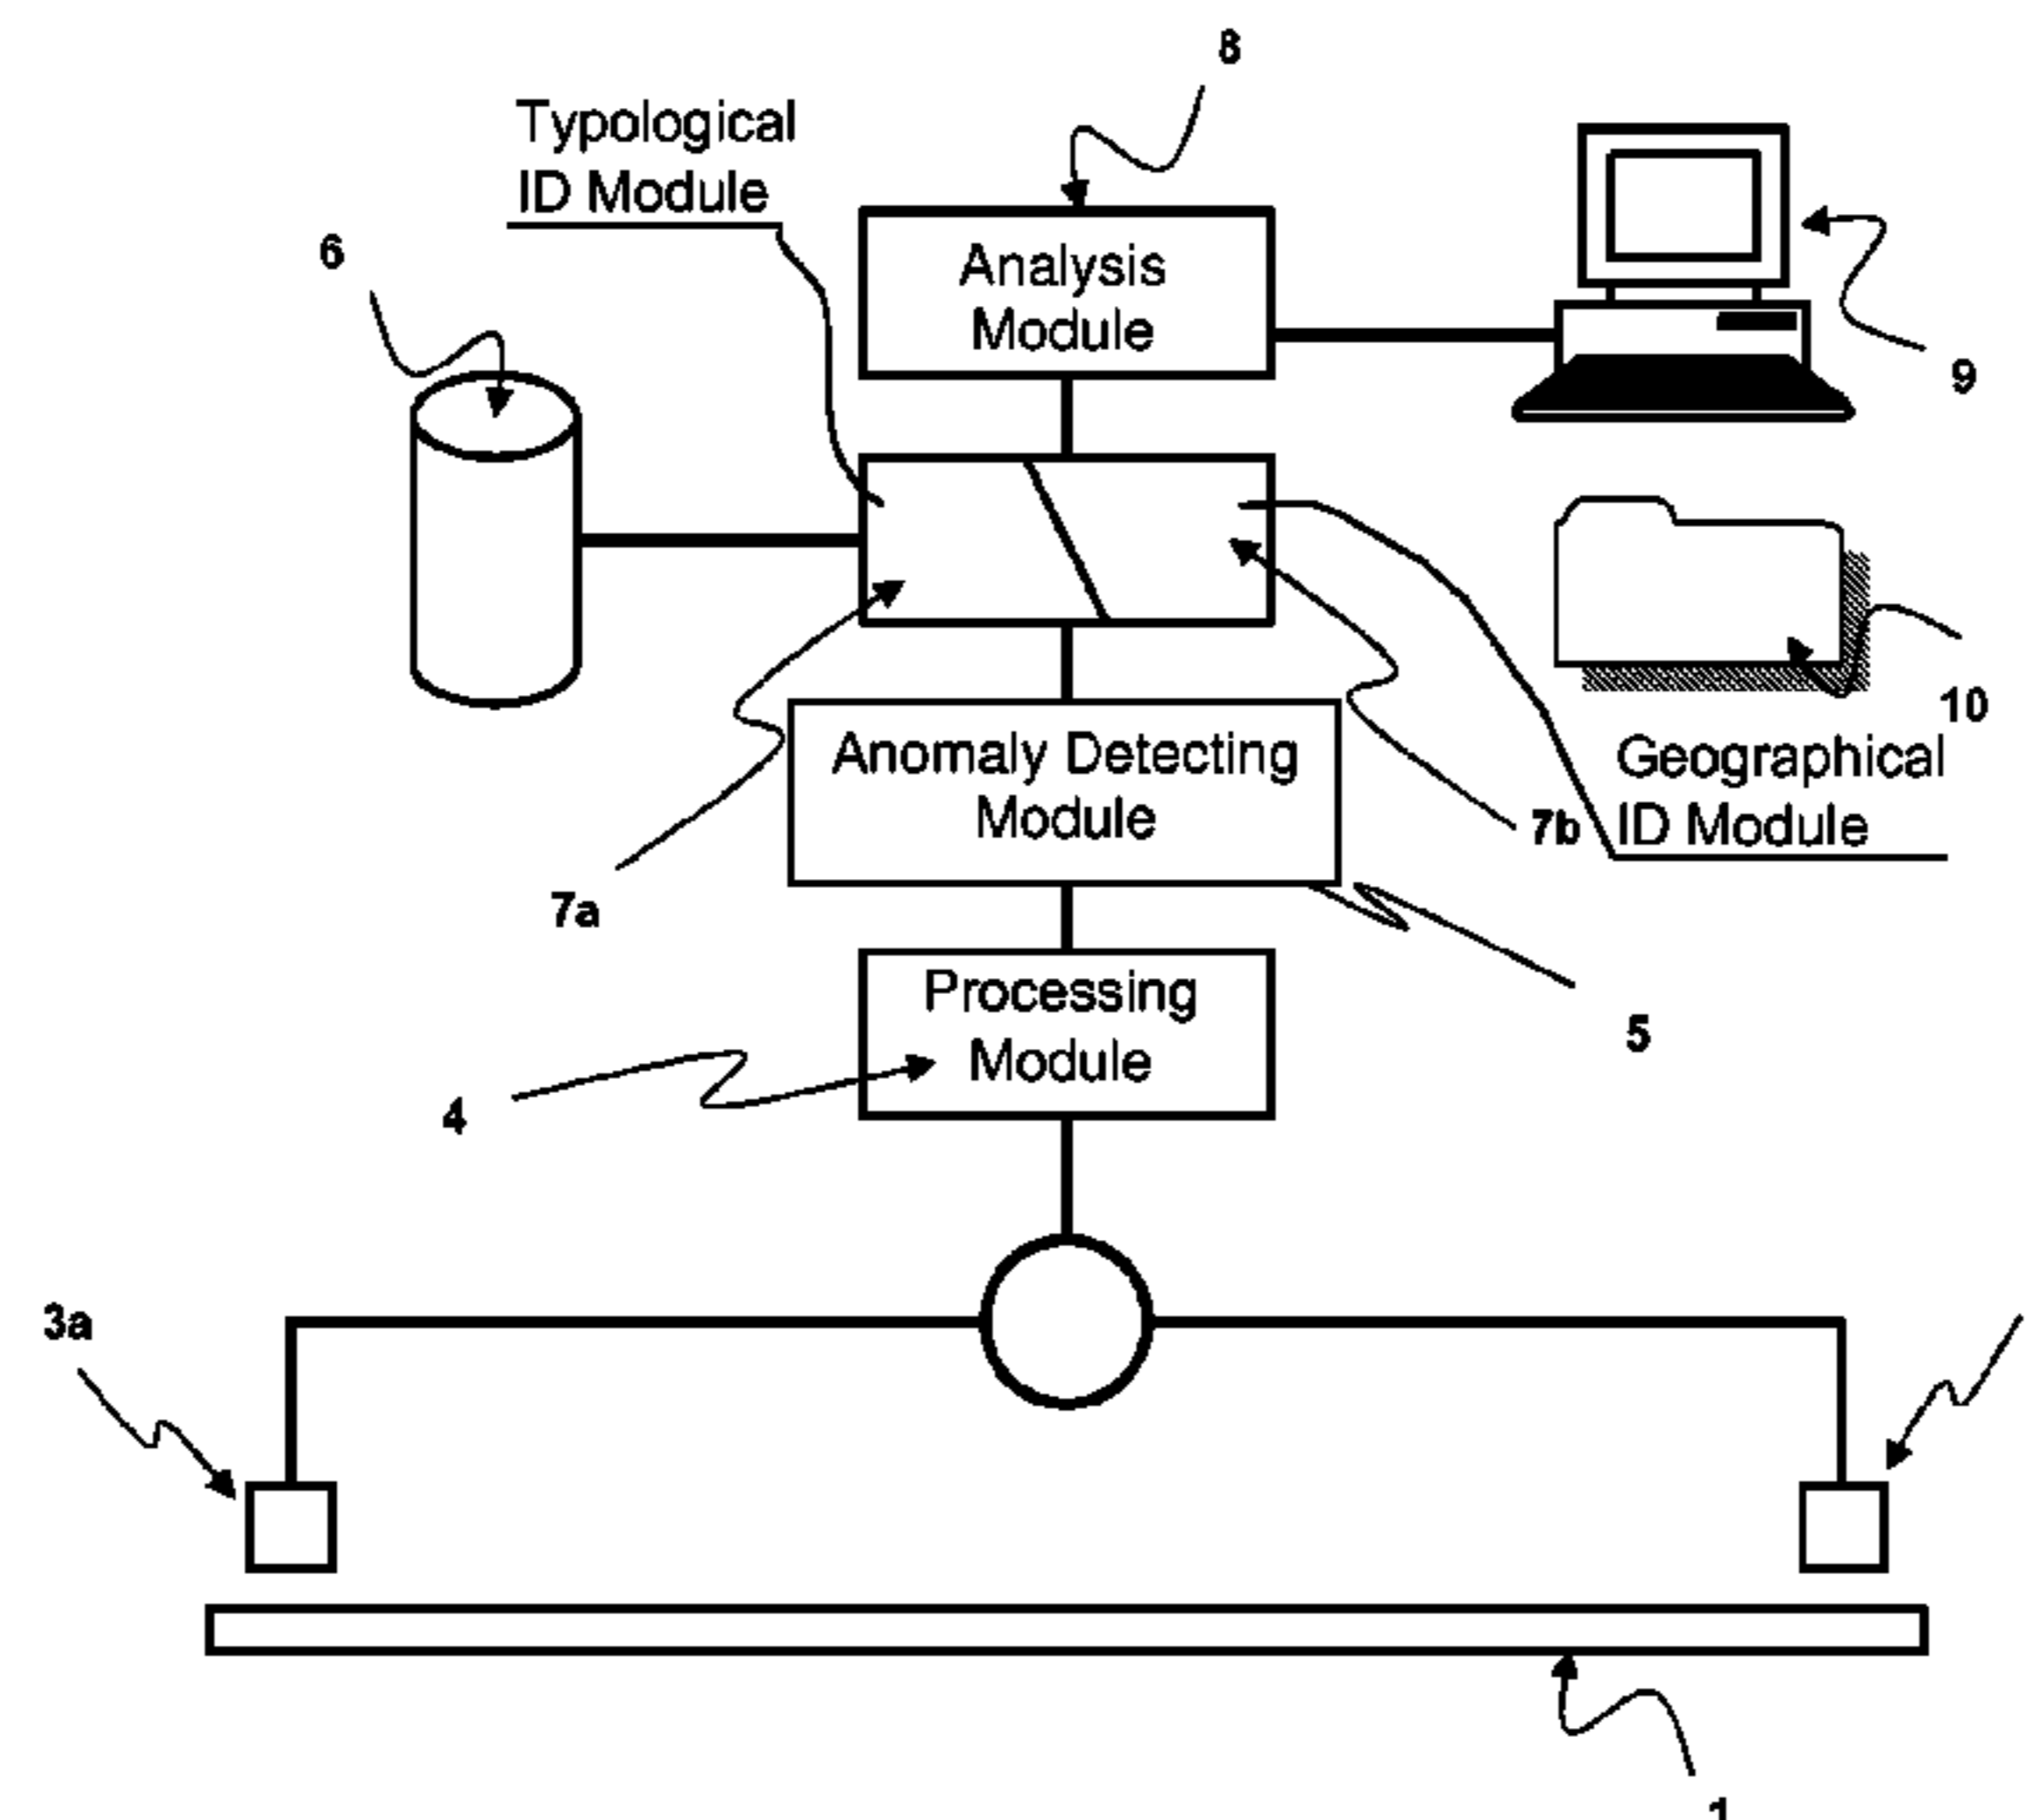 8
Typological
ID Module
6
Analysis
Module
9
10
Geographical
ID Module
Anomaly Detecting
Module
7b
7a
Processing
Module
5
4
3a
1